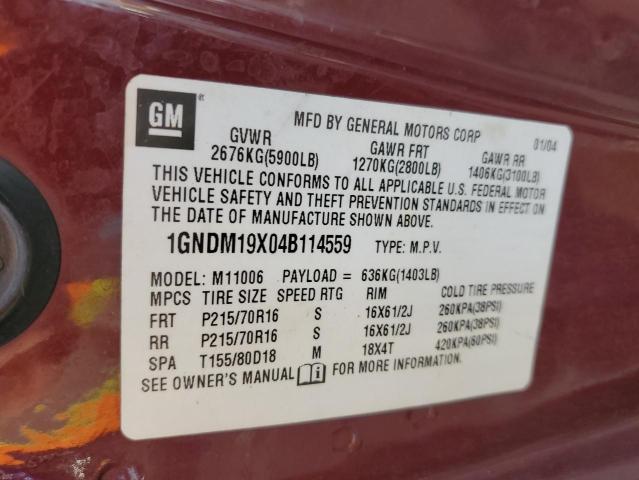 GM
MFD BY GENERAL MOTORS CORP 01/04
GVWR GAWR FRT GAWR RR
2676KG(5900LB) 1270KG(2800LB) 1406KG(3100LB)
THIS VEHICLE CONFORMS TO ALL APPLICABLE U.S. FEDERAL MOTOR
VEHICLE SAFETY AND THEFT PREVENTION STANDARDS IN EFFECT ON
THE DATE OF MANUFACTURE SHOWN ABOVE.
1GNDM19X04B114559 TYPE: M.P.V.
MODEL: M11006 PAYLOAD = 636KG(1403LB)
MPCS TIRE SIZE SPEED RTG RIM COLD TIRE PRESSURE
FRT P215/70R16 S 16X61/2J 260KPA(38PSI)
RR P215/70R16 S 16X61/2J 260KPA(38PSI)
SPA T155/80D18 M 18X4T 420KPA(60PSI)
SEE OWNER'S MANUAL i FOR MORE INFORMATION.